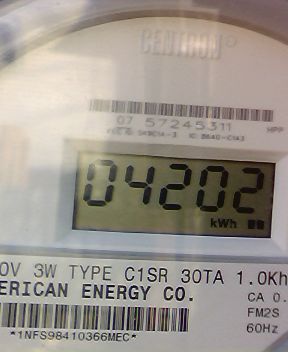 CENTRON®
07 57245311 HPP
04202
kWh
0V 3W TYPE C1SR 30TA 1.0Kh
ERICAN ENERGY CO. CA 0.
FM2S
*1NFS98410366MEC* 60Hz